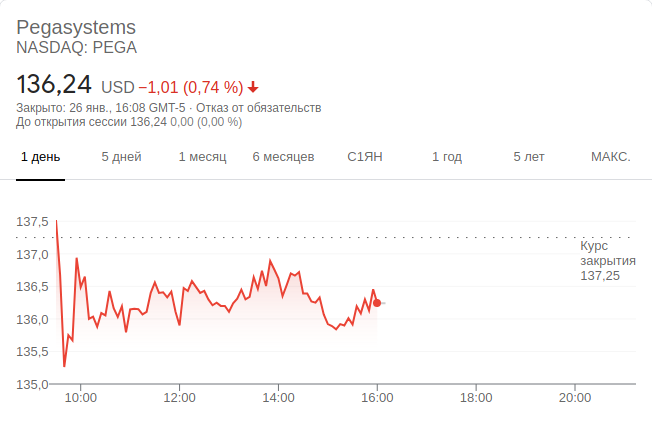 Pegasystems
NASDAQ: PEGA
136,24 USD −1,01 (0,74 %)
Закрыто: 26 янв., 16:08 GMT-5 · Отказ от обязательств
До открытия сессии 136,24 0,00 (0,00 %)
1 день 5 дней 1 месяц 6 месяцев С1ЯН 1 год 5 лет МАКС.
137,5
137,0
136,5
136,0
135,5
135,0
Курс
закрытия
137,25
10:00 12:00 14:00 16:00 18:00 20:00